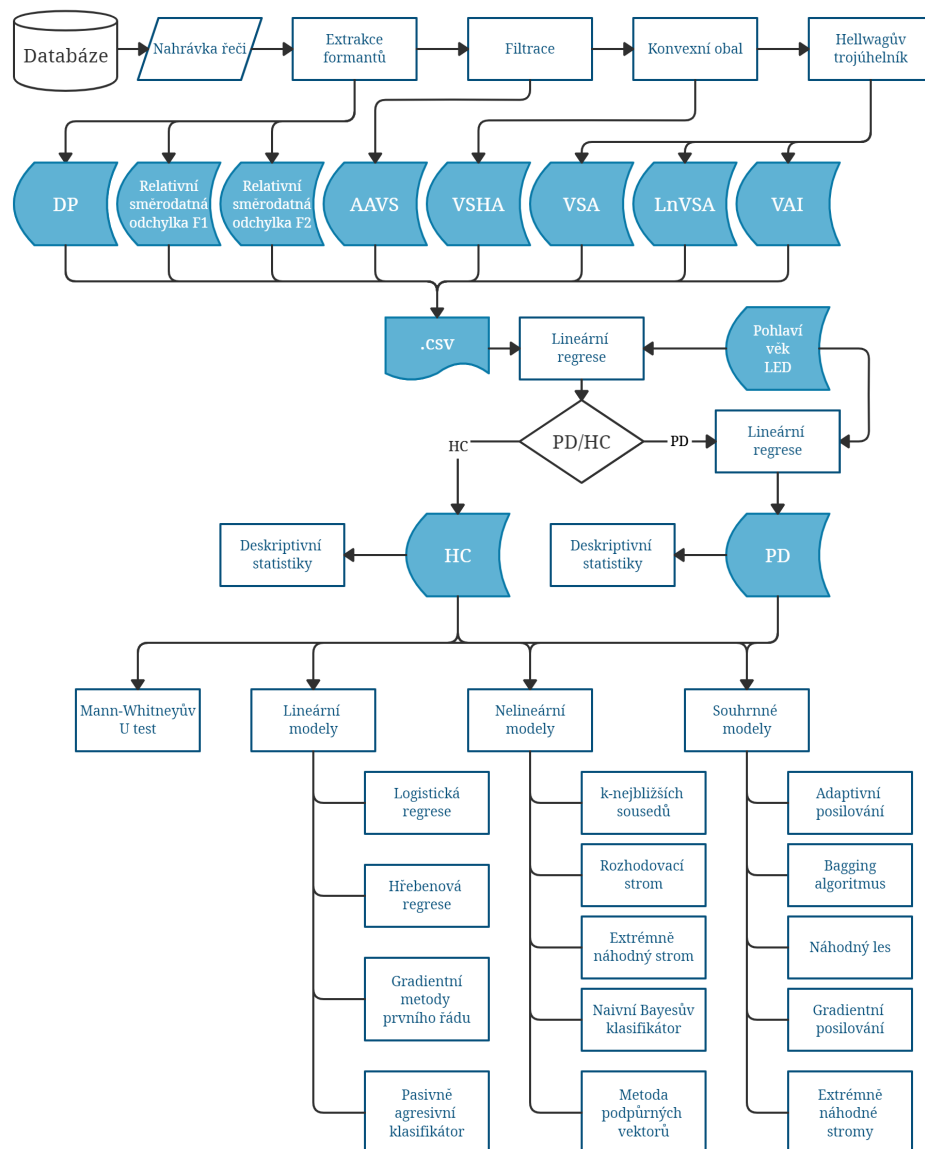 Databáze
Nahrávka řeči
Extrakce
formantů
Filtrace
Konvexní obal
Hellwagův
trojúhelník
DP
Relativní
směrodatná
odchylka F1
Relativní
směrodatná
odchylka F2
AAVS
VSHA
VSA
LnVSA
VAI
.csv
Lineární
regrese
Pohlaví
věk
LED
PD/HC
HC
PD
Lineární
regrese
Deskriptivní
statistiky
HC
Deskriptivní
statistiky
PD
Mann-Whitneyův
U test
Lineární
modely
Nelineární
modely
Souhrnné
modely
Logistická
regrese
Hřebenová
regrese
Gradientní
metody
prvního řádu
Pasivně
agresivní
klasifikátor
k-nejbližších
sousedů
Rozhodovací
strom
Extrémně
náhodný strom
Naivní Bayesův
klasifikátor
Metoda
podpůrných
vektorů
Adaptivní
posilování
Bagging
algoritmus
Náhodný les
Gradientní
posilování
Extrémně
náhodné
stromy